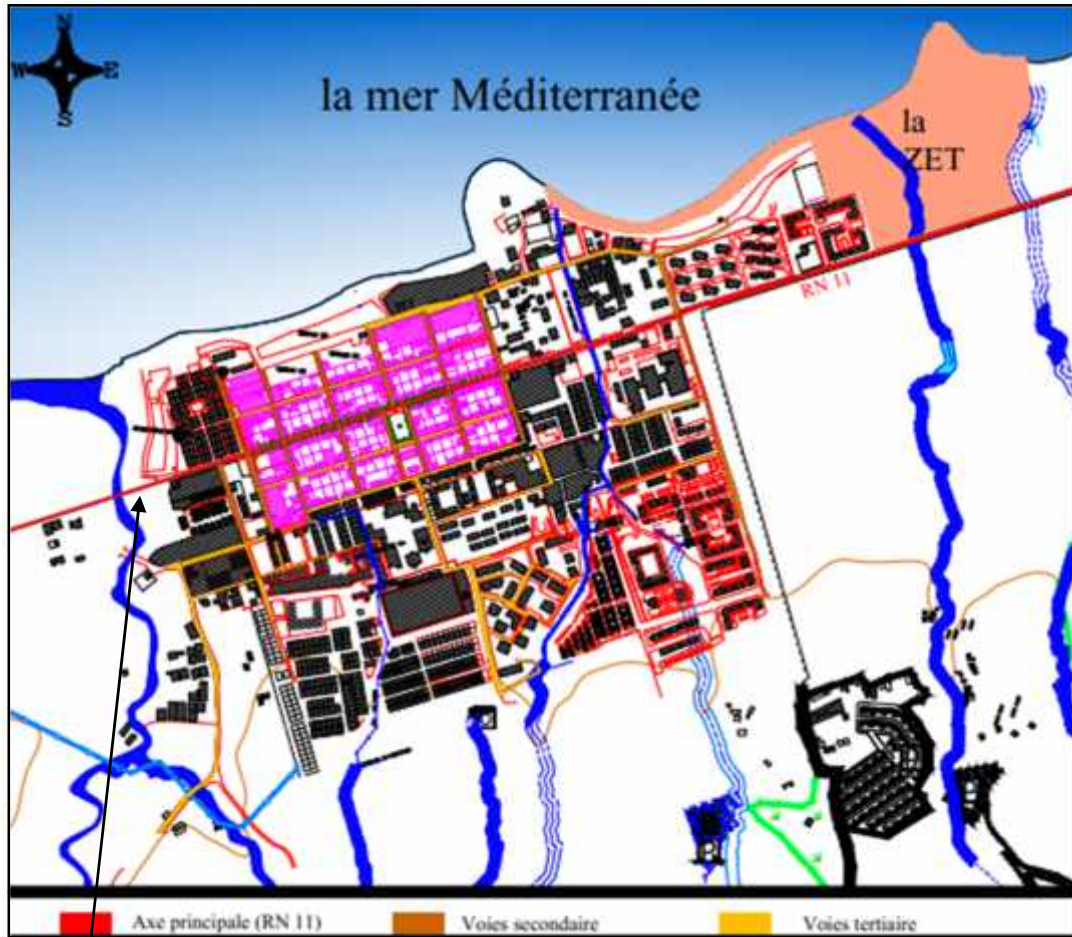 N
W E
S
la mer Méditerranée
la
ZET
RN 11
Axe principale (RN 11)
Voies secondaire
Voies tertiaire